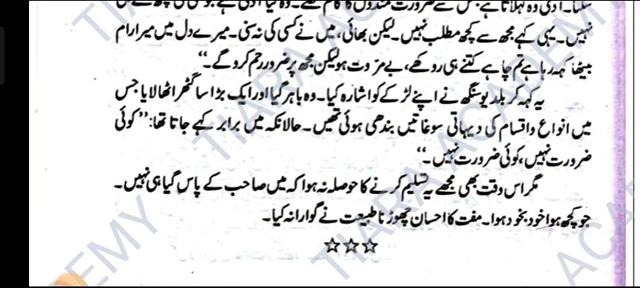 نہیں۔ یہی کہے مجھ سے کچھ مطلب نہیں۔ لیکن بھائی، میں نے کسی کی نہ سنی۔ میرے دل میں میرا رام
بیٹھا کہہ رہا ہے تم چاہے کتنے ہی روکھے، بے مروت ہو لیکن مجھ پر ضرور رحم کرو گے۔“
یہ کہہ کر بلدیو سنگھ نے اپنے لڑکے کو اشارہ کیا۔ وہ باہر گیا اور ایک بڑا سا گٹھر اٹھا لایا جس
میں انواع و اقسام کی دیہاتی سوغاتیں بندھی ہوئی تھیں۔ حالانکہ میں برابر کہے جاتا تھا: ”کوئی
ضرورت نہیں، کوئی ضرورت نہیں۔“
مگر اس وقت بھی مجھے یہ تسلیم کرنے کا حوصلہ نہ ہوا کہ میں صاحب کے پاس گیا ہی نہیں۔
جو کچھ ہوا خود بخود ہوا۔ مفت کا احسان چھوڑنا طبیعت نے گوارا نہ کیا۔
☆☆☆
TIARA ACADEMY
ACADEMY
EMY